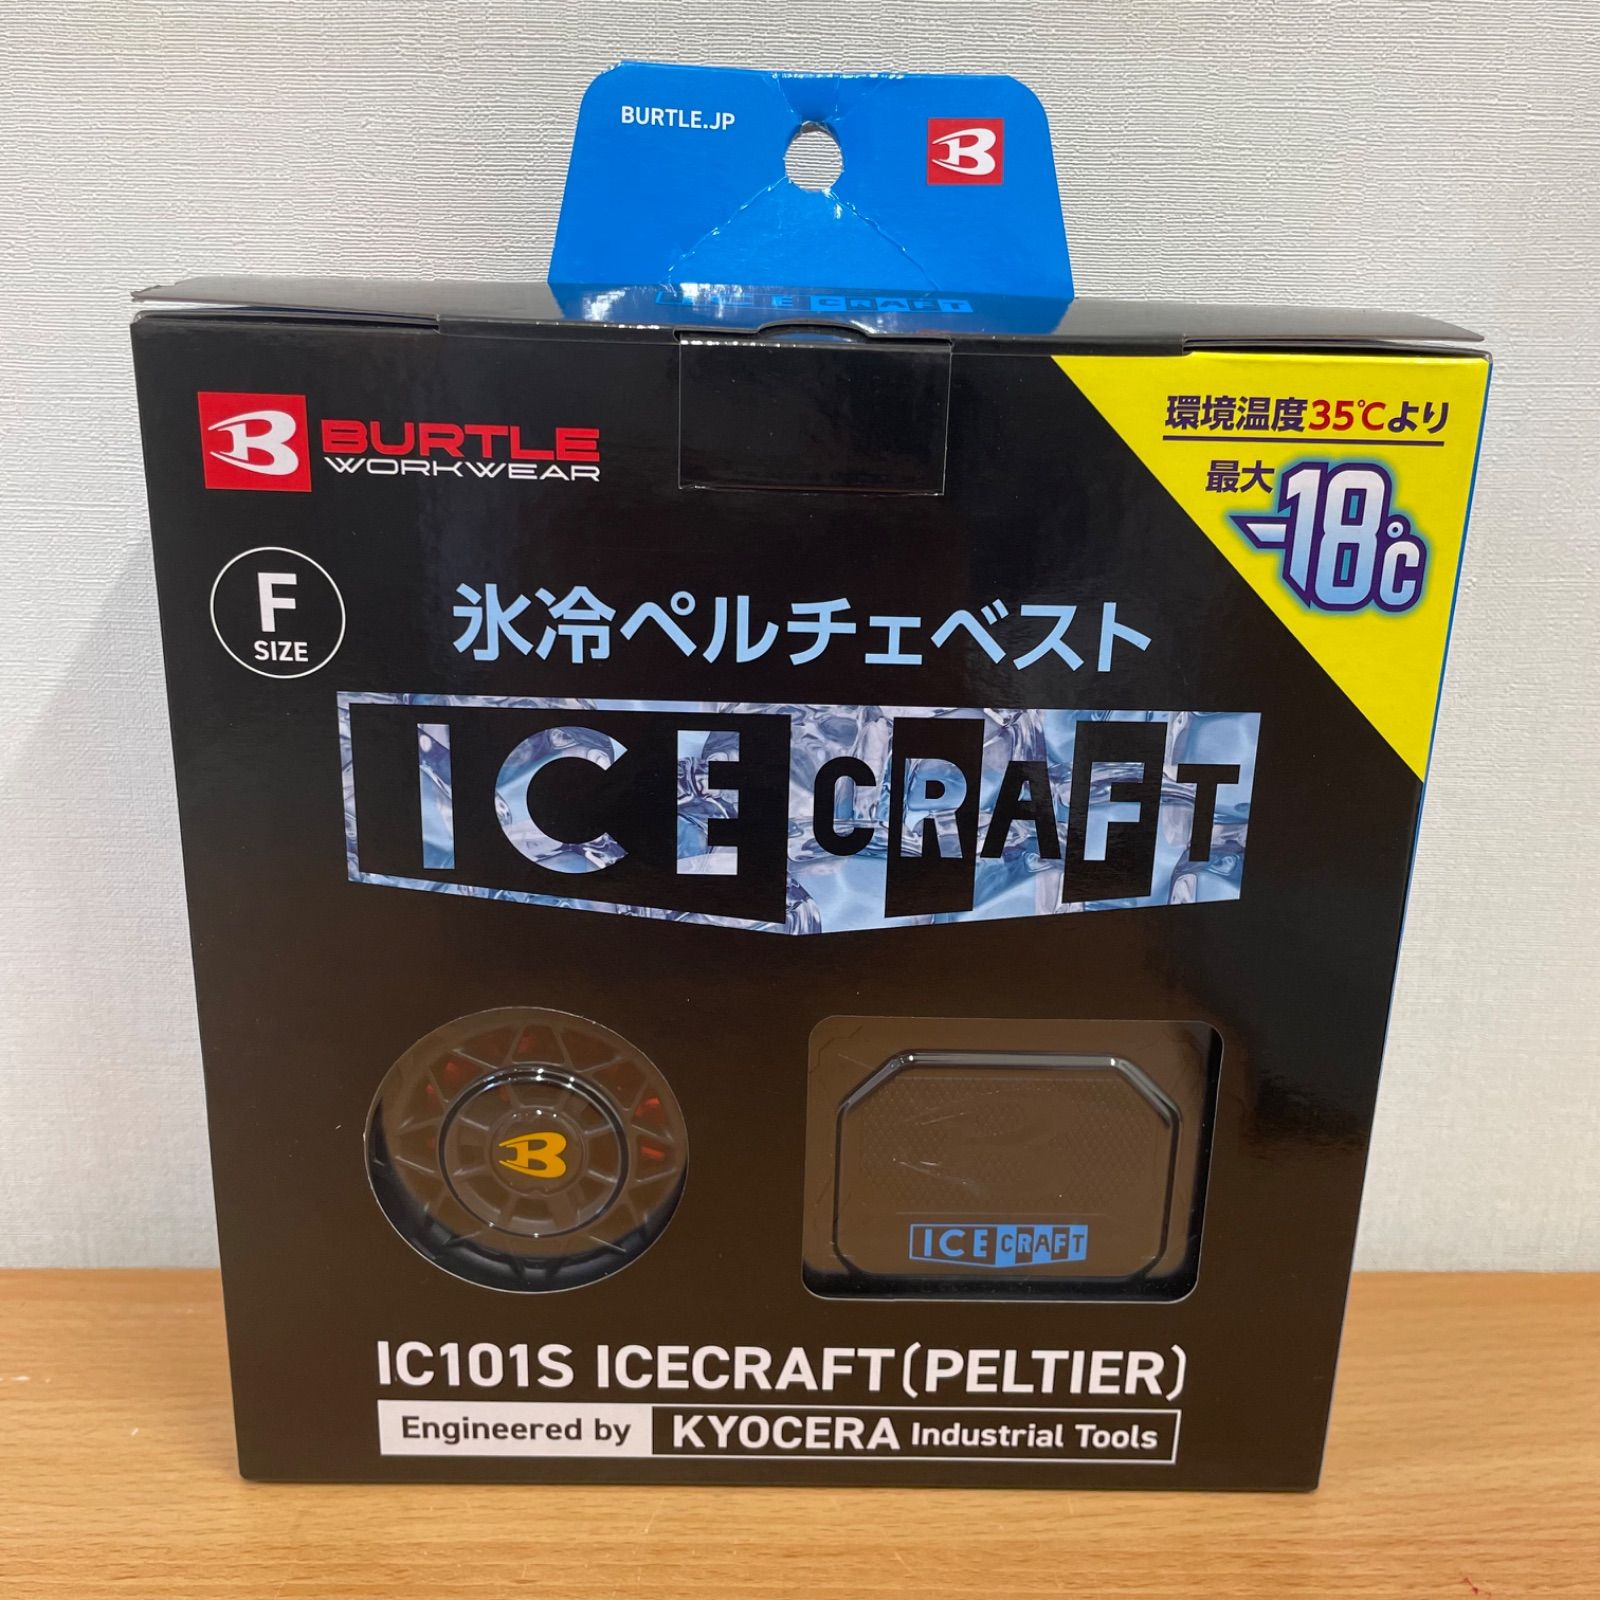 BURTLE.JP
B
ICE CRAFT
B BURTLE
WORKWEAR
環境温度35℃より
最大
-18℃
F
SIZE
氷冷ペルチェベスト
ICE CRAFT
B
ICE CRAFT
IC101S ICECRAFT(PELTIER)
Engineered by KYOCERA Industrial Tools